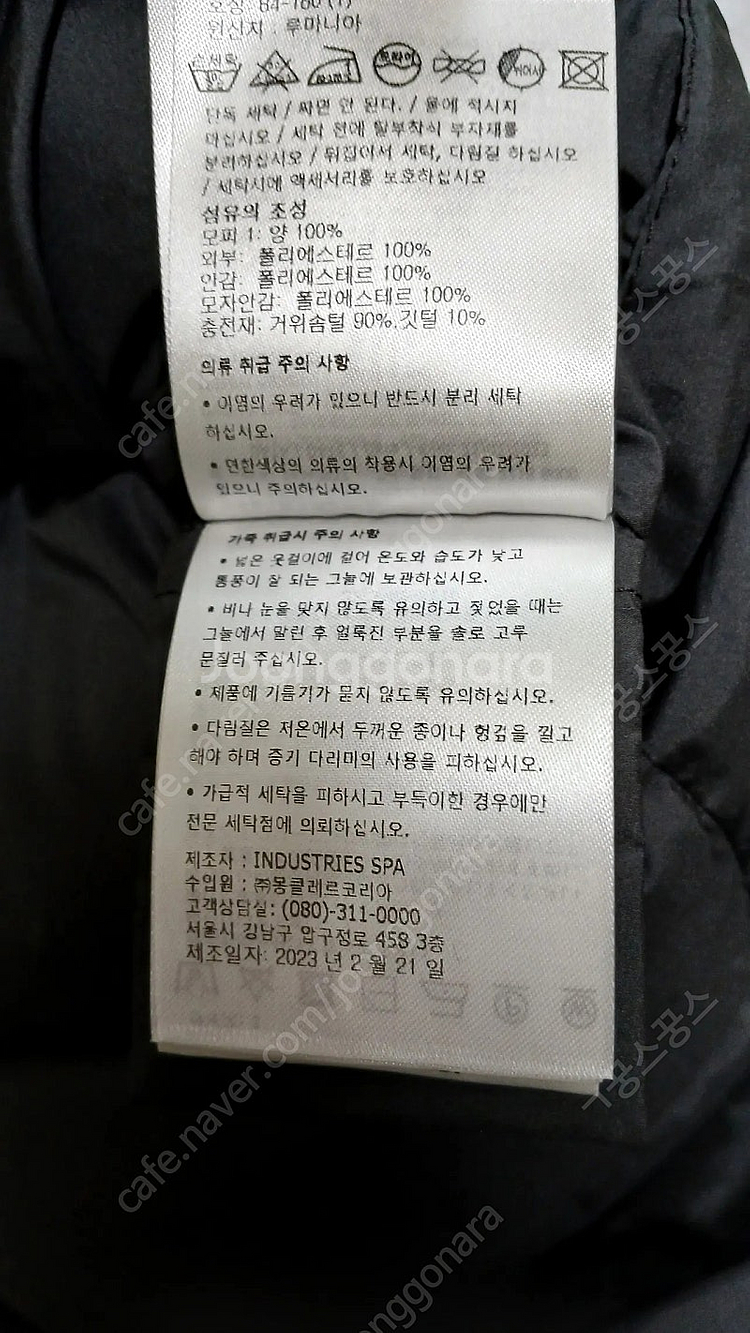 호칭: 84-160 (1)
원산지 : 루마니아
손세탁 드라이 뉘어서
단독 세탁 / 짜면 안 된다. / 물에 적시지
마십시오 / 세탁 전에 탈부착식 부자재를
분리하십시오 / 뒤집어서 세탁, 다림질 하십시오
/ 세탁시에 액세서리를 보호하십시오
섬유의 조성
모피 1: 양 100%
외부: 폴리에스테르 100%
안감: 폴리에스테르 100%
모자안감: 폴리에스테르 100%
충전재: 거위솜털 90%.깃털 10%
의류 취급 주의 사항
• 이염의 우려가 있으니 반드시 분리 세탁
하십시오.
• 연한색상의 의류의 착용시 이염의 우려가
있으니 주의하십시오.
가죽 취급시 주의 사항
• 넓은 옷걸이에 걸어 온도와 습도가 낮고
통풍이 잘 되는 그늘에 보관하십시오.
• 비나 눈을 맞지 않도록 유의하고 젖었을 때는
그늘에서 말린 후 얼룩진 부분을 솔로 고루
문질러 주십시오.
joonggonara
• 제품에 기름기가 묻지 않도록 유의하십시오.
• 다림질은 저온에서 두꺼운 종이나 헝겊을 깔고
해야 하며 증기 다리미의 사용을 피하십시오.
• 가급적 세탁을 피하시고 부득이한 경우에만
전문 세탁점에 의뢰하십시오.
제조자 : INDUSTRIES SPA
수입원 : ㈜몽클레르코리아
고객상담실: (080)-311-0000
서울시 강남구 압구정로 458 3층
제조일자: 2023 년 2 월 21 일
cafe.naver.com/joonggonara